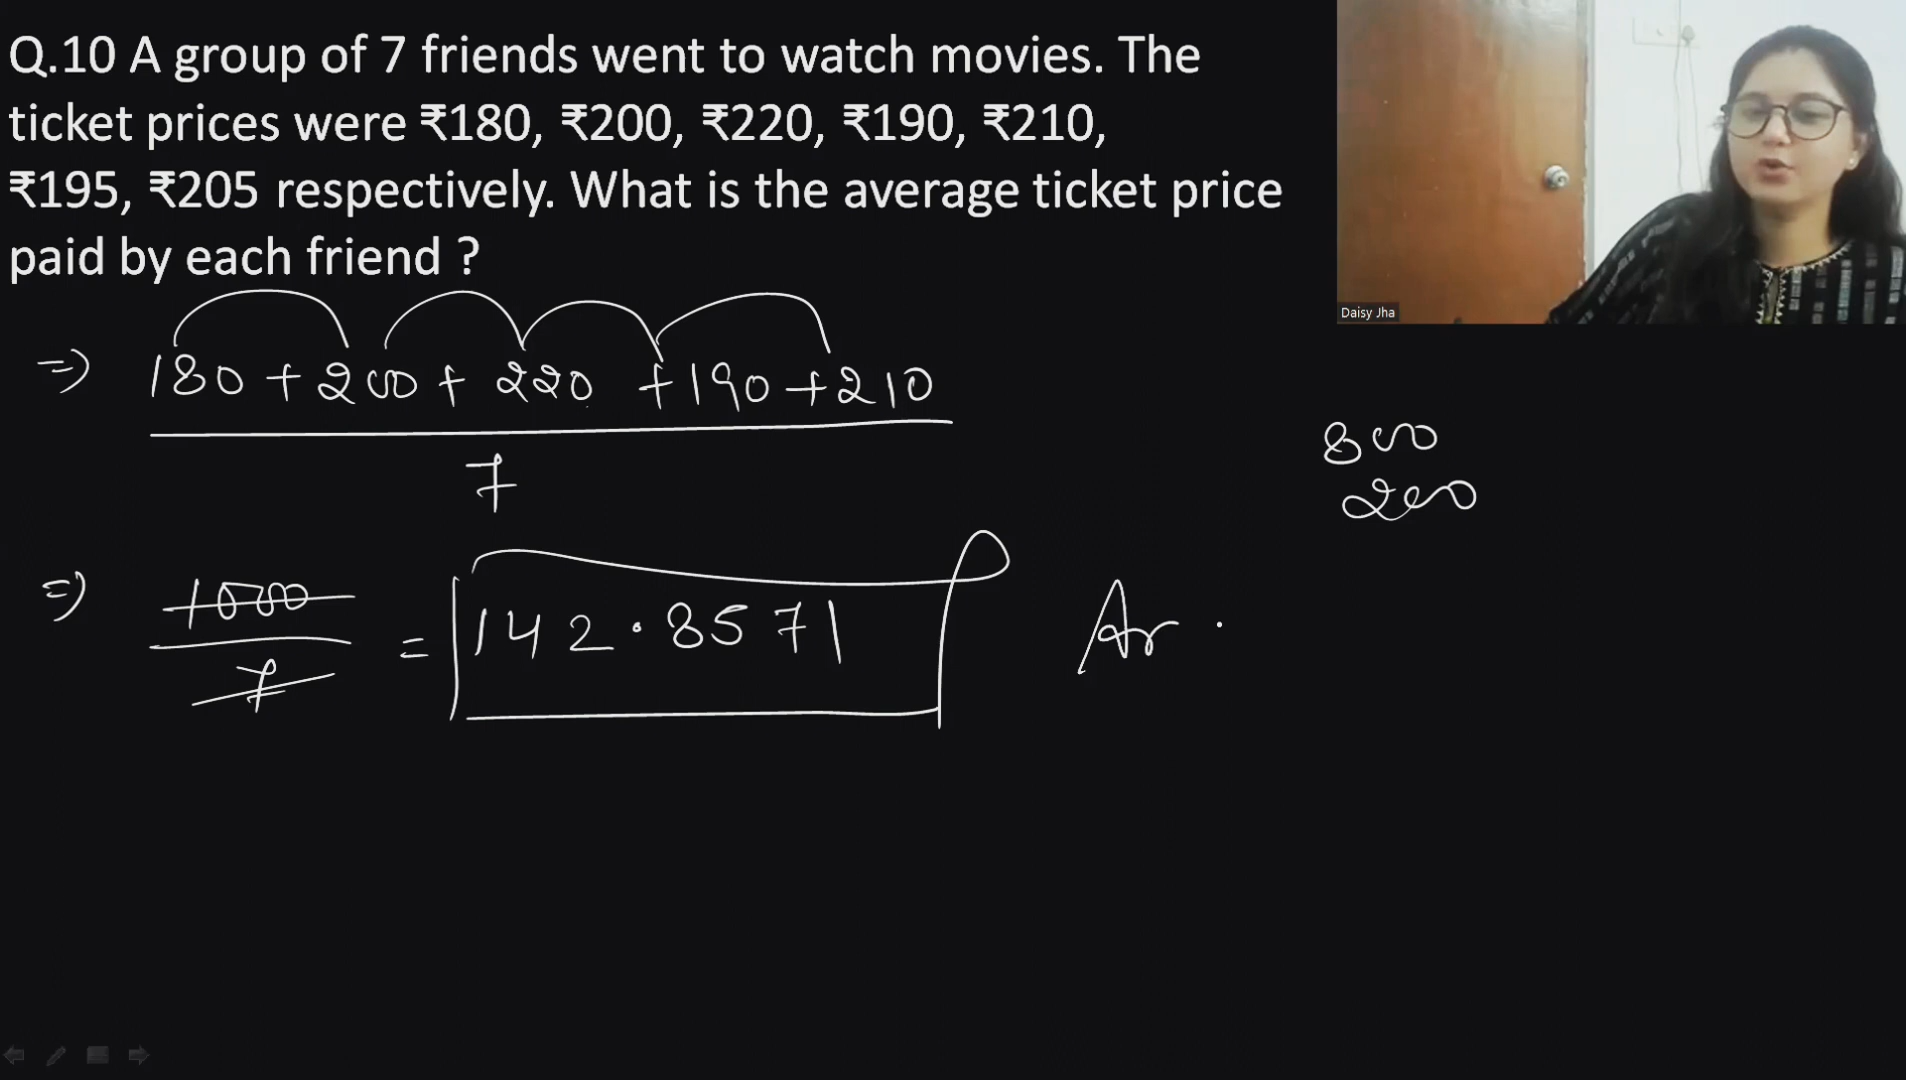 Q.10 A group of 7 friends went to watch movies. The
ticket prices were ₹180, ₹200, ₹220, ₹190, ₹210,
₹195, ₹205 respectively. What is the average ticket price
paid by each friend ?
Daisy Jha
=) 180 + 200 + 220 + 190 + 210
7
800
200
=) 1000
7
= 142.8571